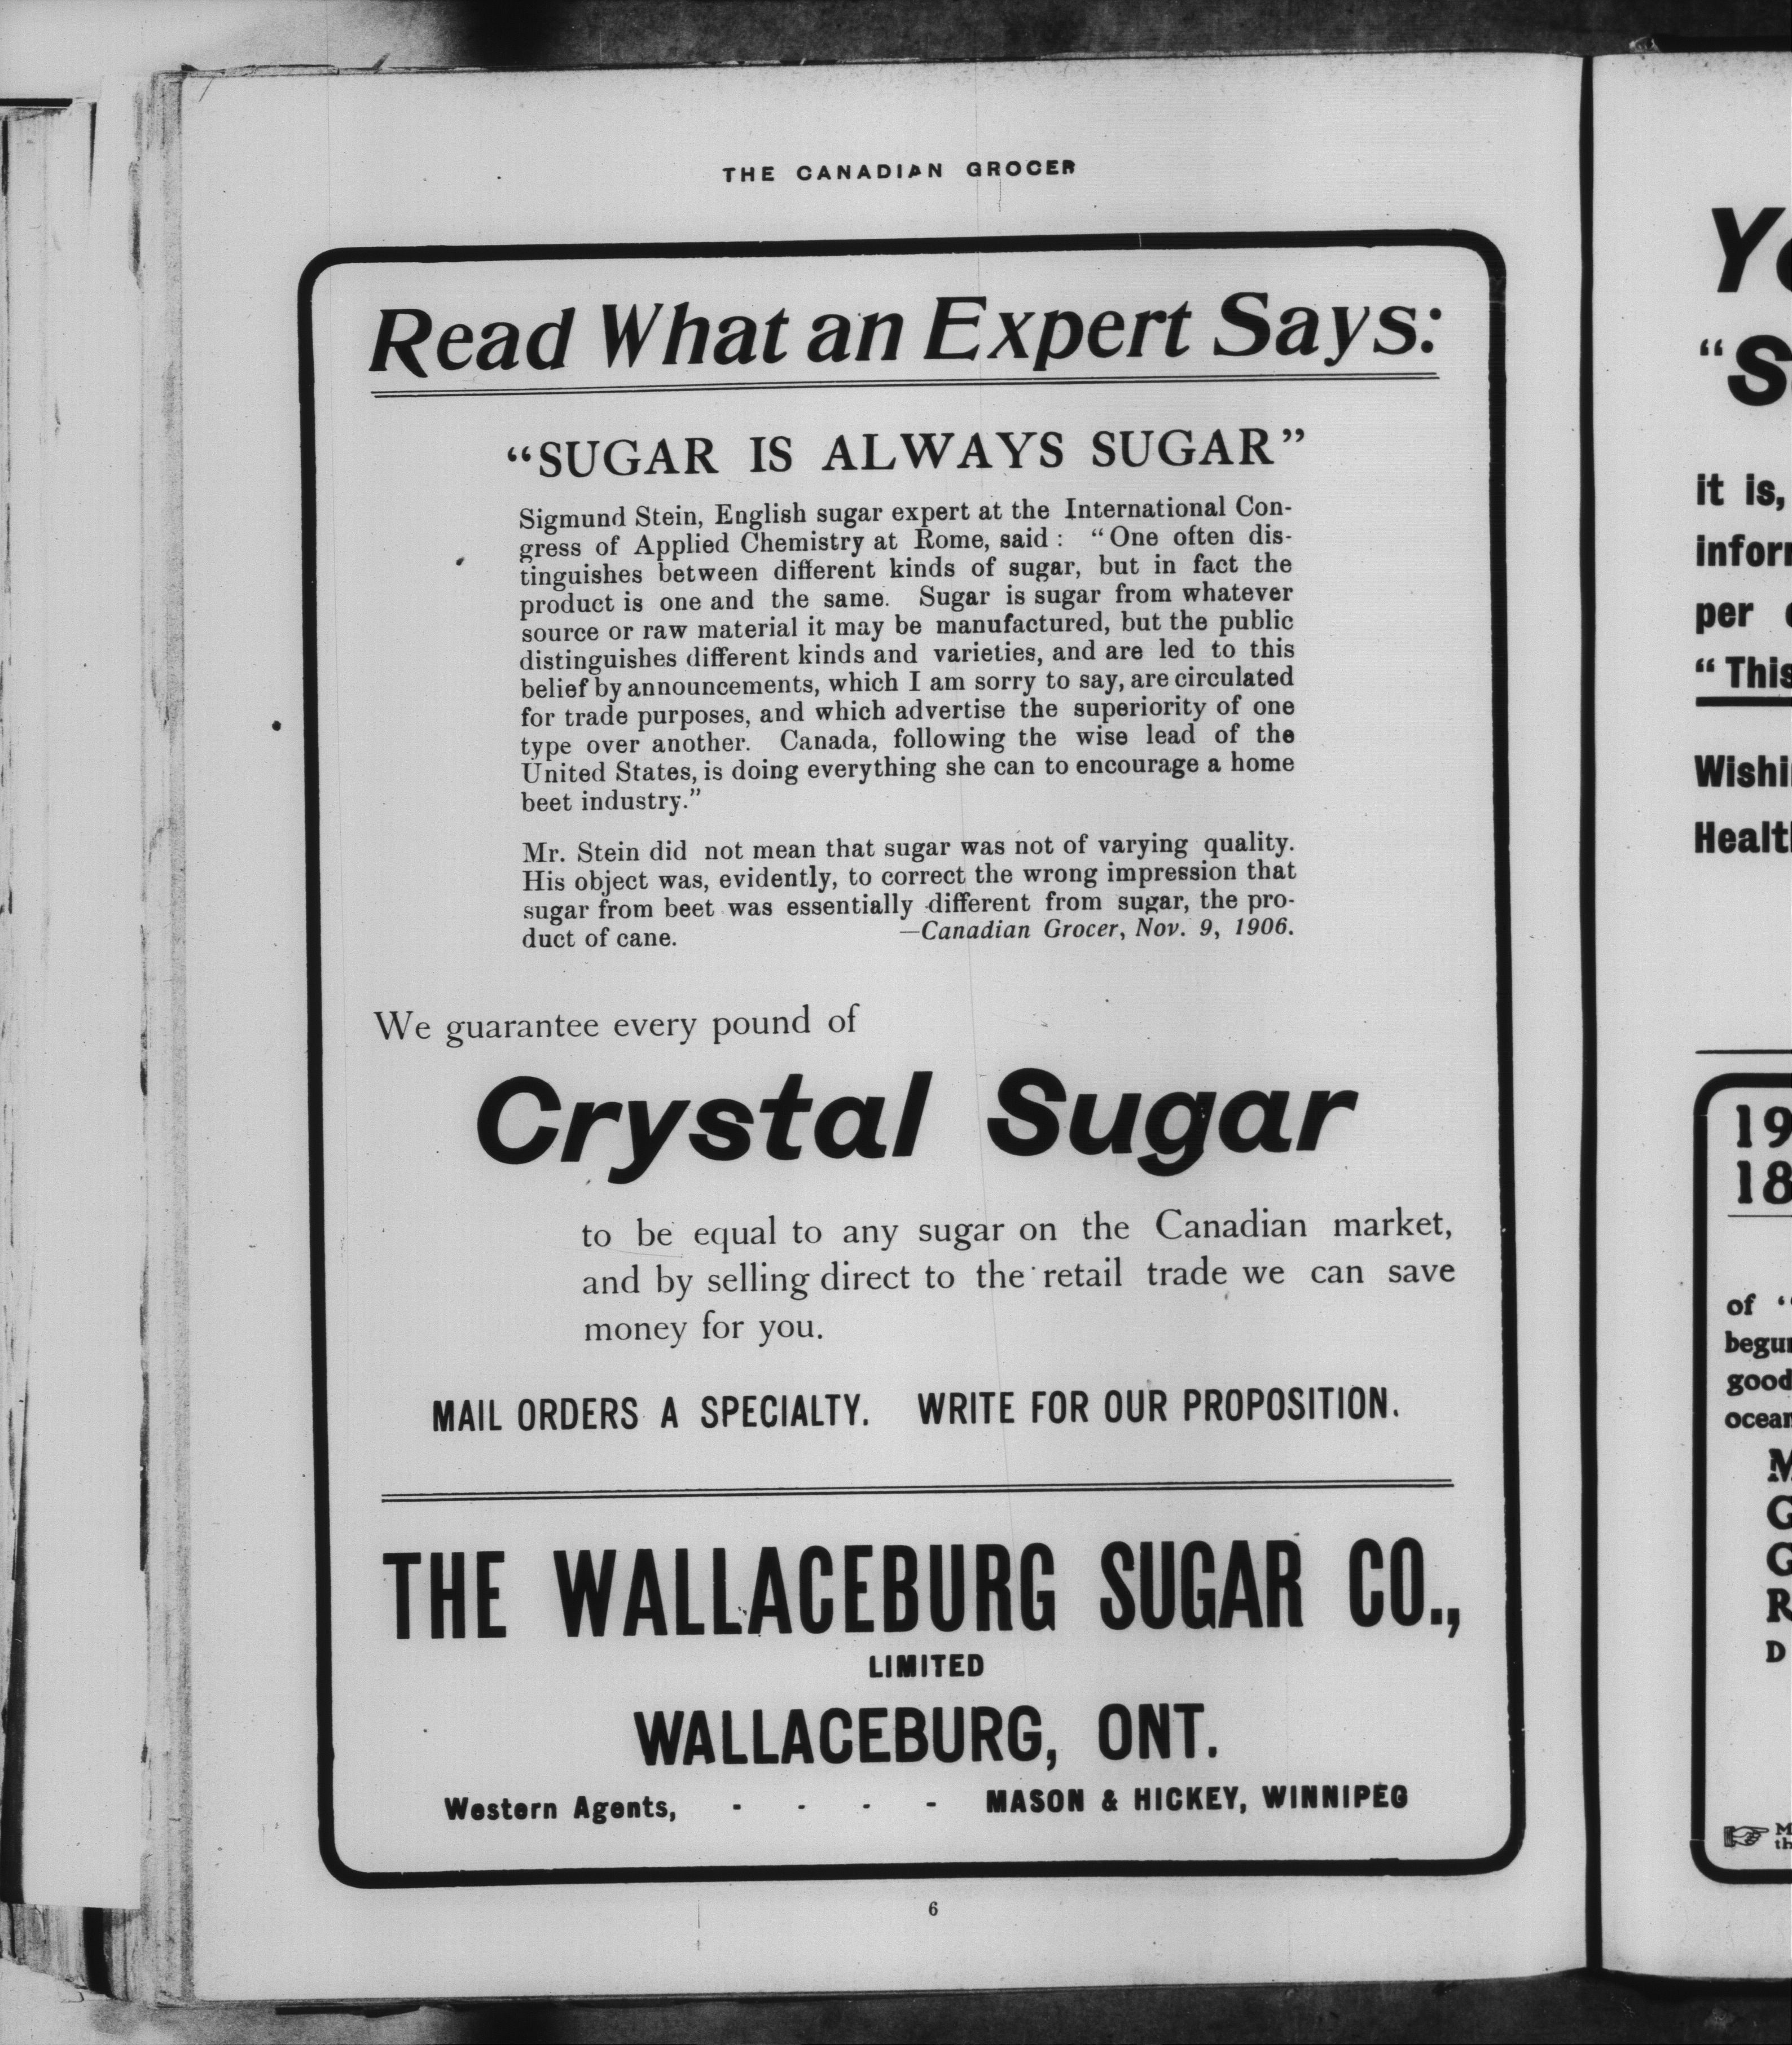 THE CANADIAN GROCER
Read What an Expert Says:
"SUGAR IS ALWAYS SUGAR"
Sigmund Stein, English sugar expert at the International Con-
gress of Applied Chemistry at Rome, said : "One often dis-
tinguishes between different kinds of sugar, but in fact the
product is one and the same. Sugar is sugar from whatever
source or raw material it may be manufactured, but the public
distinguishes different kinds and varieties, and are led to this
belief by announcements, which I am sorry to say, are circulated
for trade purposes, and which advertise the superiority of one
type over another. Canada, following the wise lead of the
United States, is doing everything she can to encourage a home
beet industry."
Mr. Stein did not mean that sugar was not of varying quality.
His object was, evidently, to correct the wrong impression that
sugar from beet was essentially different from sugar, the pro-
duct of cane. —Canadian Grocer, Nov. 9, 1906.
We guarantee every pound of
Crystal Sugar
to be equal to any sugar on the Canadian market,
and by selling direct to the retail trade we can save
money for you.
MAIL ORDERS A SPECIALTY. WRITE FOR OUR PROPOSITION.
THE WALLACEBURG SUGAR CO.,
LIMITED
WALLACEBURG, ONT.
Western Agents, - - - - MASON & HICKEY, WINNIPEG
6
it is,
per
"This
19
18
of "
D